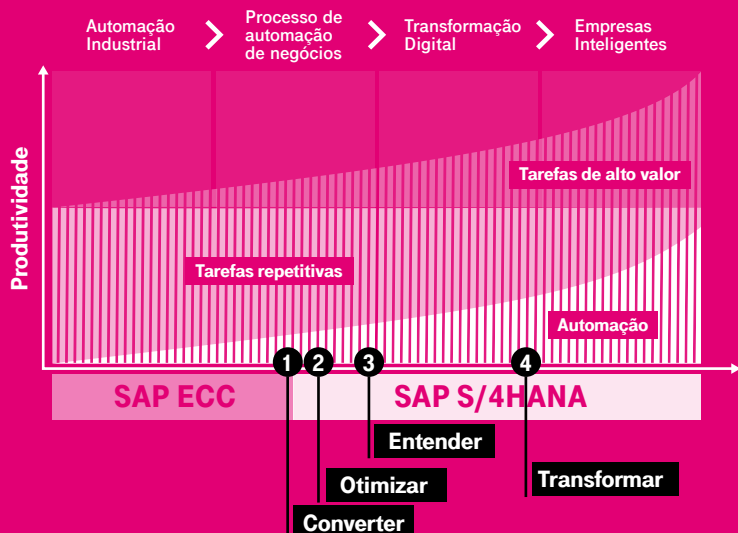 Automação
Industrial
Processo de
automação
de negócios
Transformação
Digital
Empresas
Inteligentes
Produtividade
Tarefas de alto valor
Tarefas repetitivas
Automação
1
2
3
4
SAP ECC
SAP S/4HANA
Entender
Otimizar
Transformar
Converter